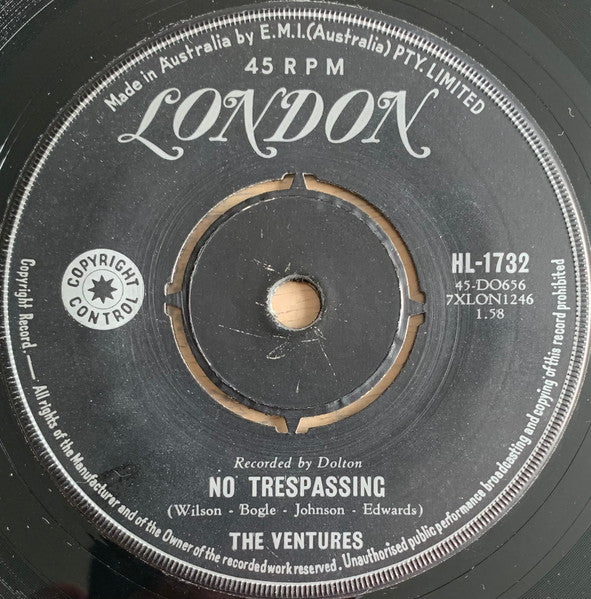 Made in Australia by E.M.I.(Australia) PTY. LIMITED
45 RPM
LONDON
COPYRIGHT CONTROL
HL-1732
45-DO656
7XLON1246
1.58
Recorded by Dolton
NO TRESPASSING
(Wilson - Bogle - Johnson - Edwards)
THE VENTURES
Copyright Record.— All rights of the Manufacturer and of the Owner of the recorded work reserved. Unauthorised public performance broadcasting and copying of this record prohibited